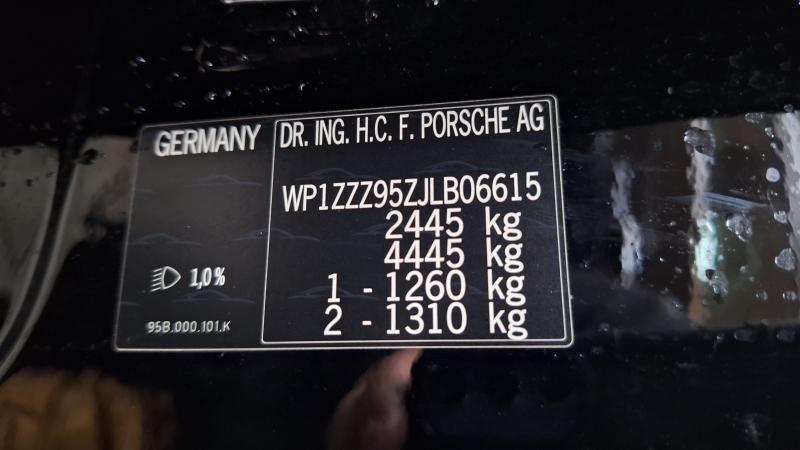 GERMANY
DR. ING. H.C. F. PORSCHE AG
WP1ZZZ95ZJLB06615
2445 kg
4445 kg
1 - 1260 kg
2 - 1310 kg
1,0%
95B.000.101.K